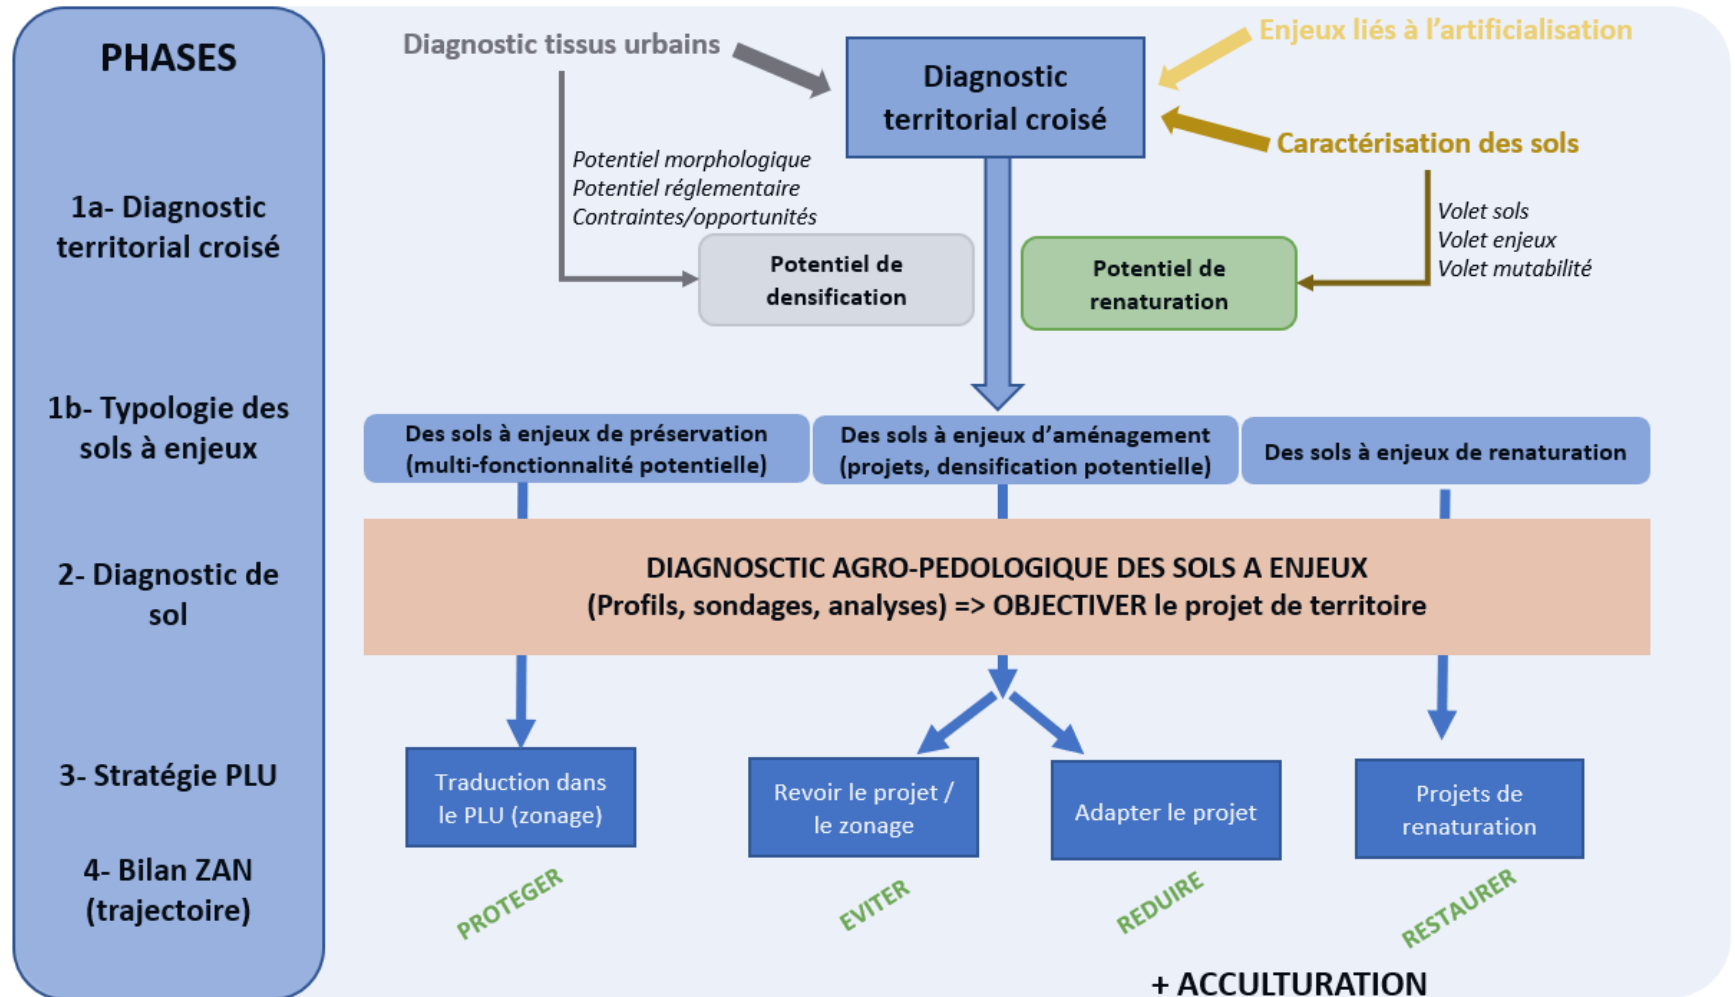 PHASES
1a- Diagnostic
territorial croisé
1b- Typologie des
sols à enjeux
2- Diagnostic de
sol
3- Stratégie PLU
4- Bilan ZAN
(trajectoire)
Diagnostic tissus urbains
Diagnostic
territorial croisé
Enjeux liés à l’artificialisation
Caractérisation des sols
Potentiel morphologique
Potentiel réglementaire
Contraintes/opportunités
Volet sols
Volet enjeux
Volet mutabilité
Potentiel de
densification
Potentiel de
renaturation
Des sols à enjeux de préservation
(multi-fonctionnalité potentielle)
Des sols à enjeux d’aménagement
(projets, densification potentielle)
Des sols à enjeux de renaturation
DIAGNOSCTIC AGRO-PEDOLOGIQUE DES SOLS A ENJEUX
(Profils, sondages, analyses) => OBJECTIVER le projet de territoire
Traduction dans
le PLU (zonage)
Revoir le projet /
le zonage
Adapter le projet
Projets de
renaturation
PROTEGER
EVITER
REDUIRE
RESTAURER
+ ACCULTURATION